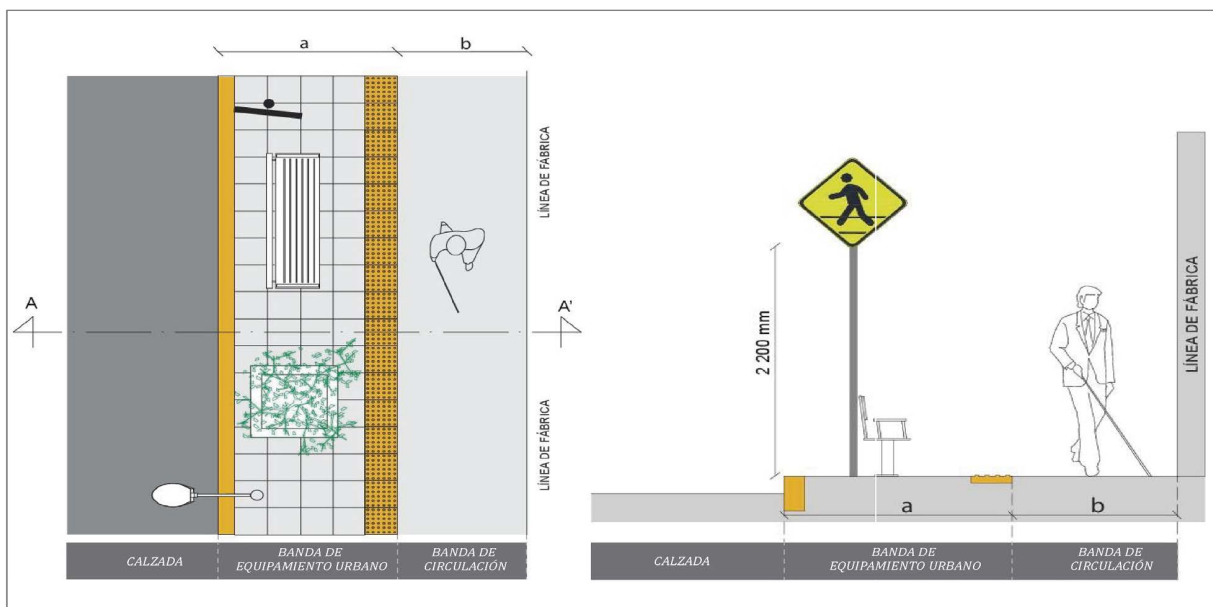 a
b
LÍNEA DE FÁBRICA
A
A'
LÍNEA DE FÁBRICA
CALZADA
BANDA DE
EQUIPAMIENTO URBANO
BANDA DE
CIRCULACIÓN
2 200 mm
LÍNEA DE FÁBRICA
a
b
CALZADA
BANDA DE
EQUIPAMIENTO URBANO
BANDA DE
CIRCULACIÓN